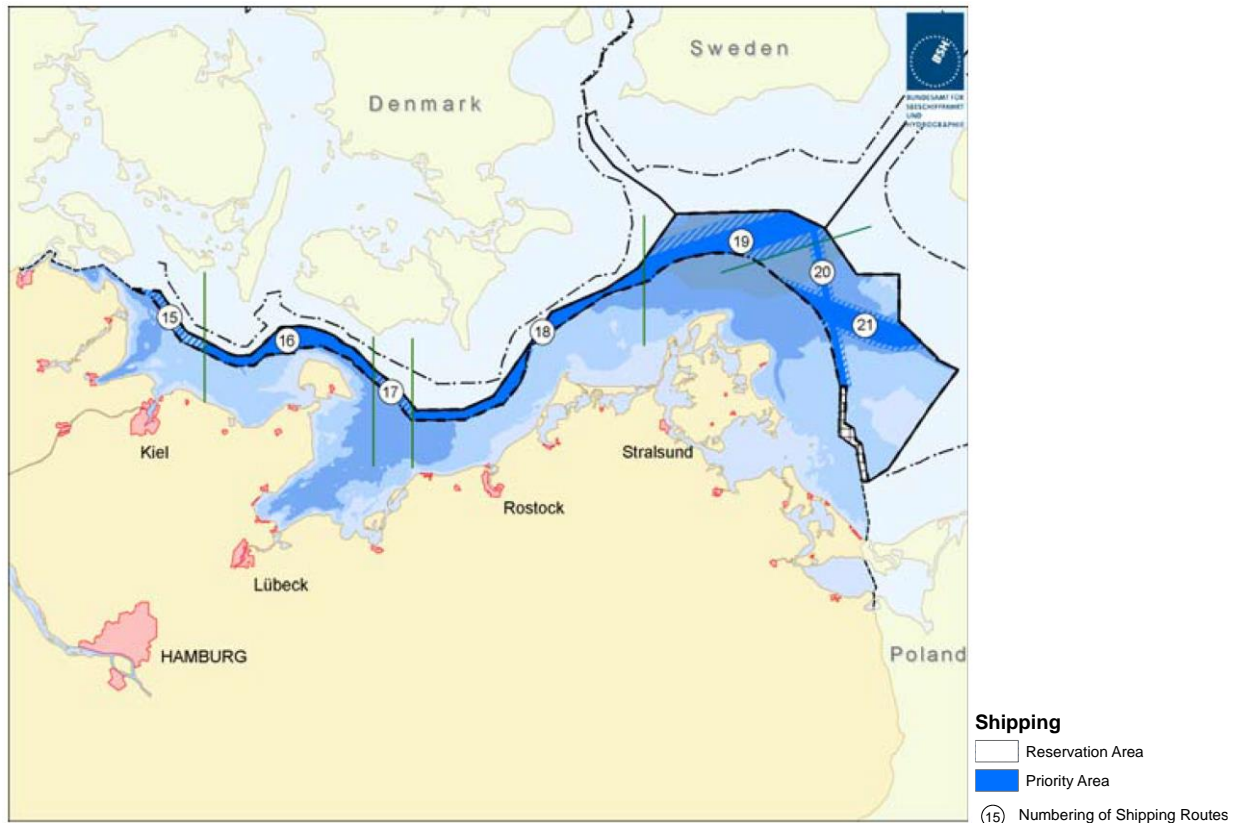 Sweden
BSH
Denmark
BUNDESAMT FÜR
SEESCHIFFFAHRT
UND
HYDROGRAPHIE
19
20
15
21
16
18
17
Kiel
Stralsund
Rostock
Lübeck
HAMBURG
Poland
Shipping
Reservation Area
Priority Area
15 Numbering of Shipping Routes